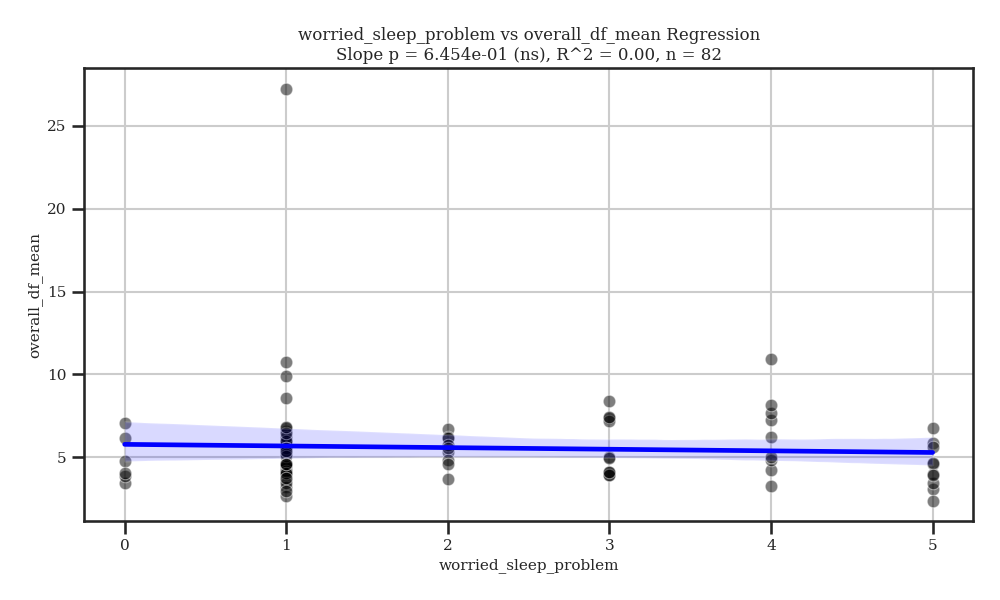 worried_sleep_problem vs overall_df_mean Regression
Slope p = 6.454e-01 (ns), R^2 = 0.00, n = 82
overall_df_mean
25
20
15
10
5
0 1 2 3 4 5
worried_sleep_problem